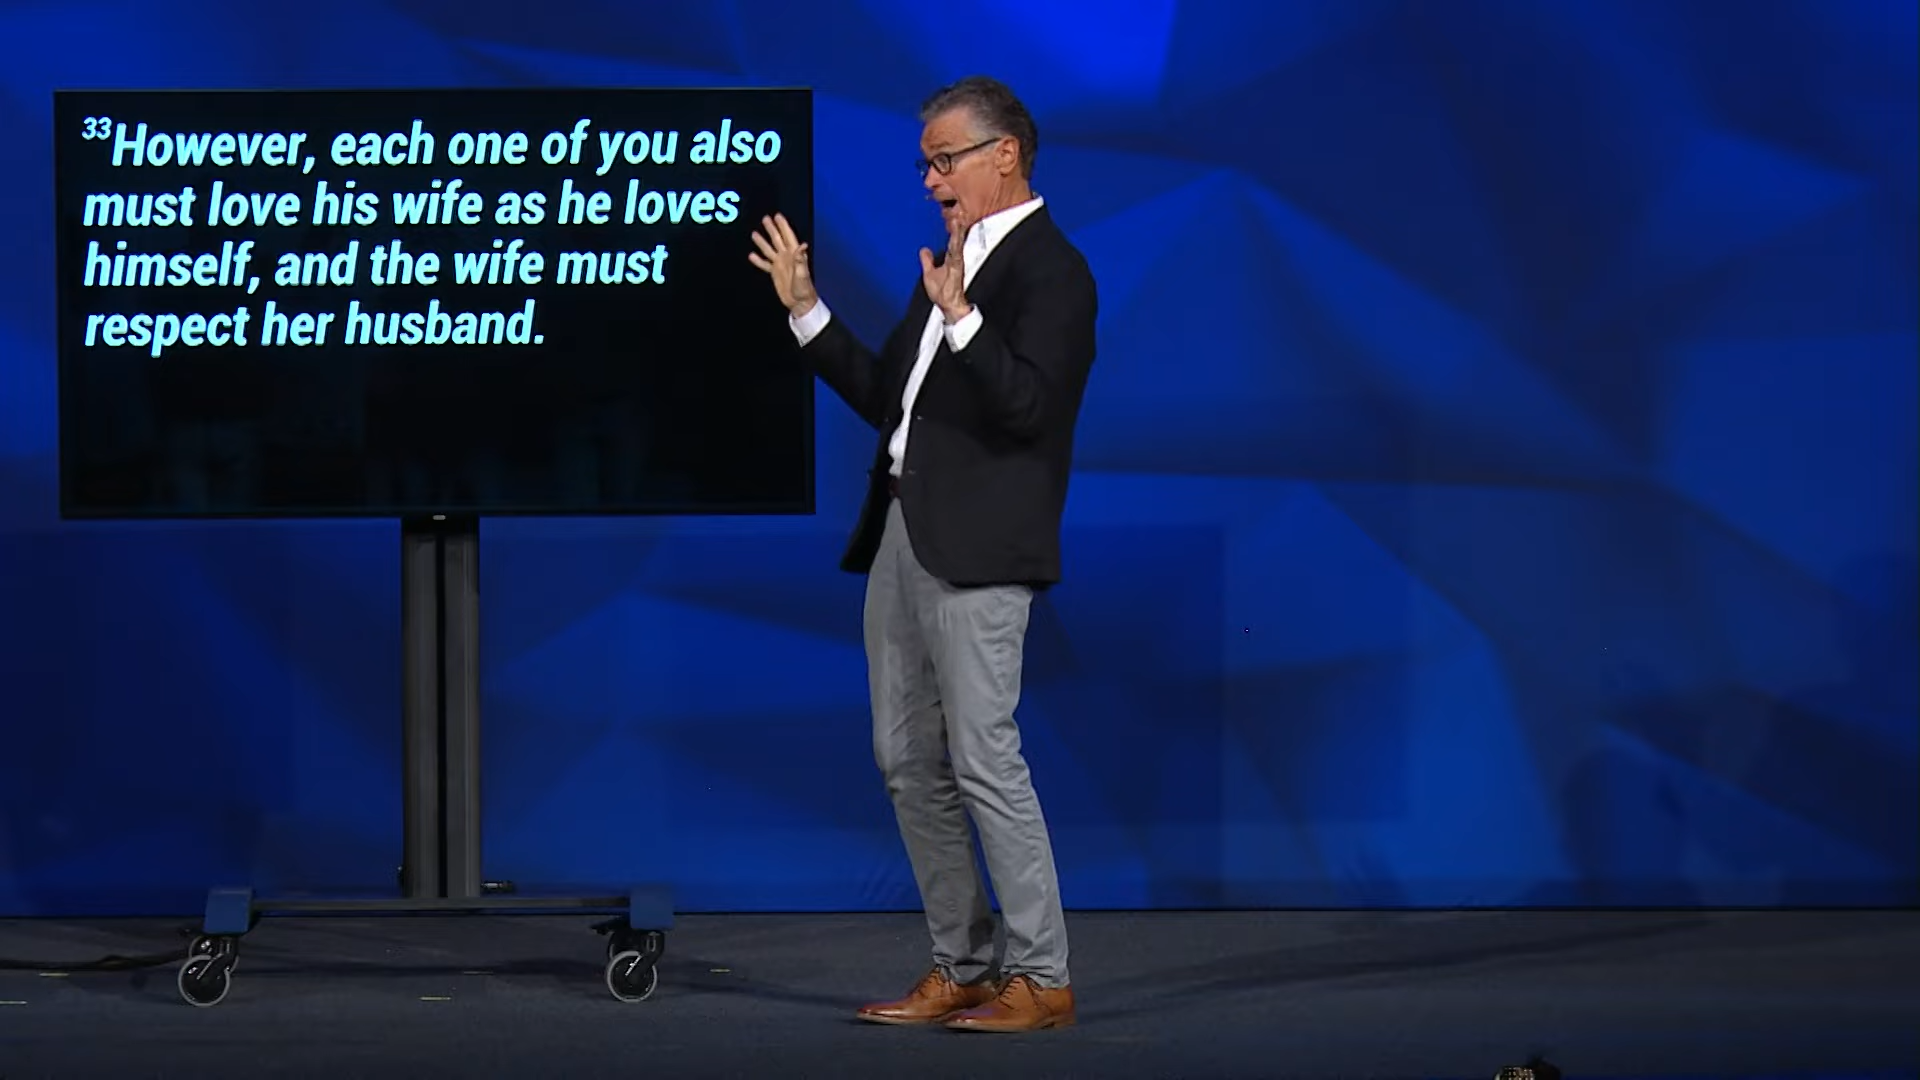 33However, each one of you also
must love his wife as he loves
himself, and the wife must
respect her husband.